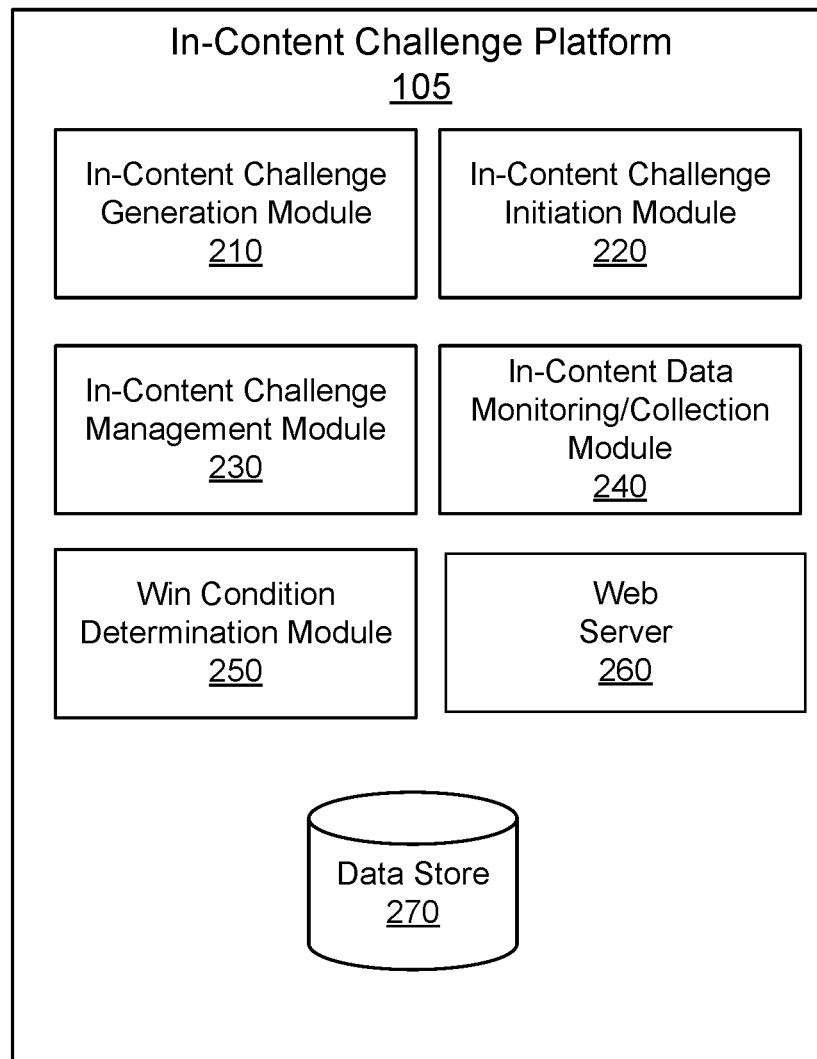 In-Content Challenge Platform
105
In-Content Challenge
Generation Module
210
In-Content Challenge
Initiation Module
220
In-Content Challenge
Management Module
230
In-Content Data
Monitoring/Collection
Module
240
Win Condition
Determination Module
250
Web
Server
260
Data Store
270